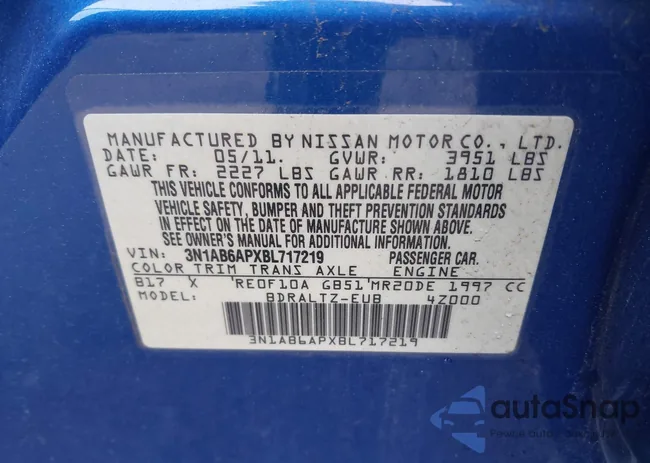 MANUFACTURED BY NISSAN MOTOR CO., LTD.
DATE: 05/11. GVWR: 3951 LBS
GAWR FR: 2227 LBS GAWR RR: 1810 LBS
THIS VEHICLE CONFORMS TO ALL APPLICABLE FEDERAL MOTOR
VEHICLE SAFETY, BUMPER AND THEFT PREVENTION STANDARDS
IN EFFECT ON THE DATE OF MANUFACTURE SHOWN ABOVE.
SEE OWNER'S MANUAL FOR ADDITIONAL INFORMATION.
VIN: 3N1AB6APXBL717219 PASSENGER CAR.
COLOR TRIM TRANS AXLE ENGINE
B17 X 'RE0F10A GB51'MR20DE 1997 CC
MODEL: BDRALTZ-EUB 4Z000
3N1AB6APXBL717219
autoSnap